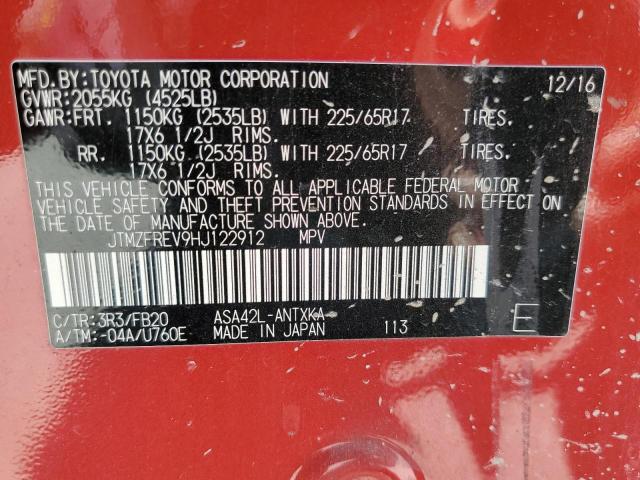 MFD.BY:TOYOTA MOTOR CORPORATION 12/16
GVWR:2055KG (4525LB)
GAWR:FRT. 1150KG (2535LB) WITH 225/65R17 TIRES.
17X6 1/2J RIMS.
RR. 1150KG (2535LB) WITH 225/65R17 TIRES.
17X6 1/2J RIMS.
THIS VEHICLE CONFORMS TO ALL APPLICABLE FEDERAL MOTOR
VEHICLE SAFETY AND THEFT PREVENTION STANDARDS IN EFFECT ON
THE DATE OF MANUFACTURE SHOWN ABOVE.
JTMZFREV9HJ122912 MPV
C/TR:3R3/FB20 ASA42L-ANTXKA
A/TM:-04A/U760E MADE IN JAPAN 113 E